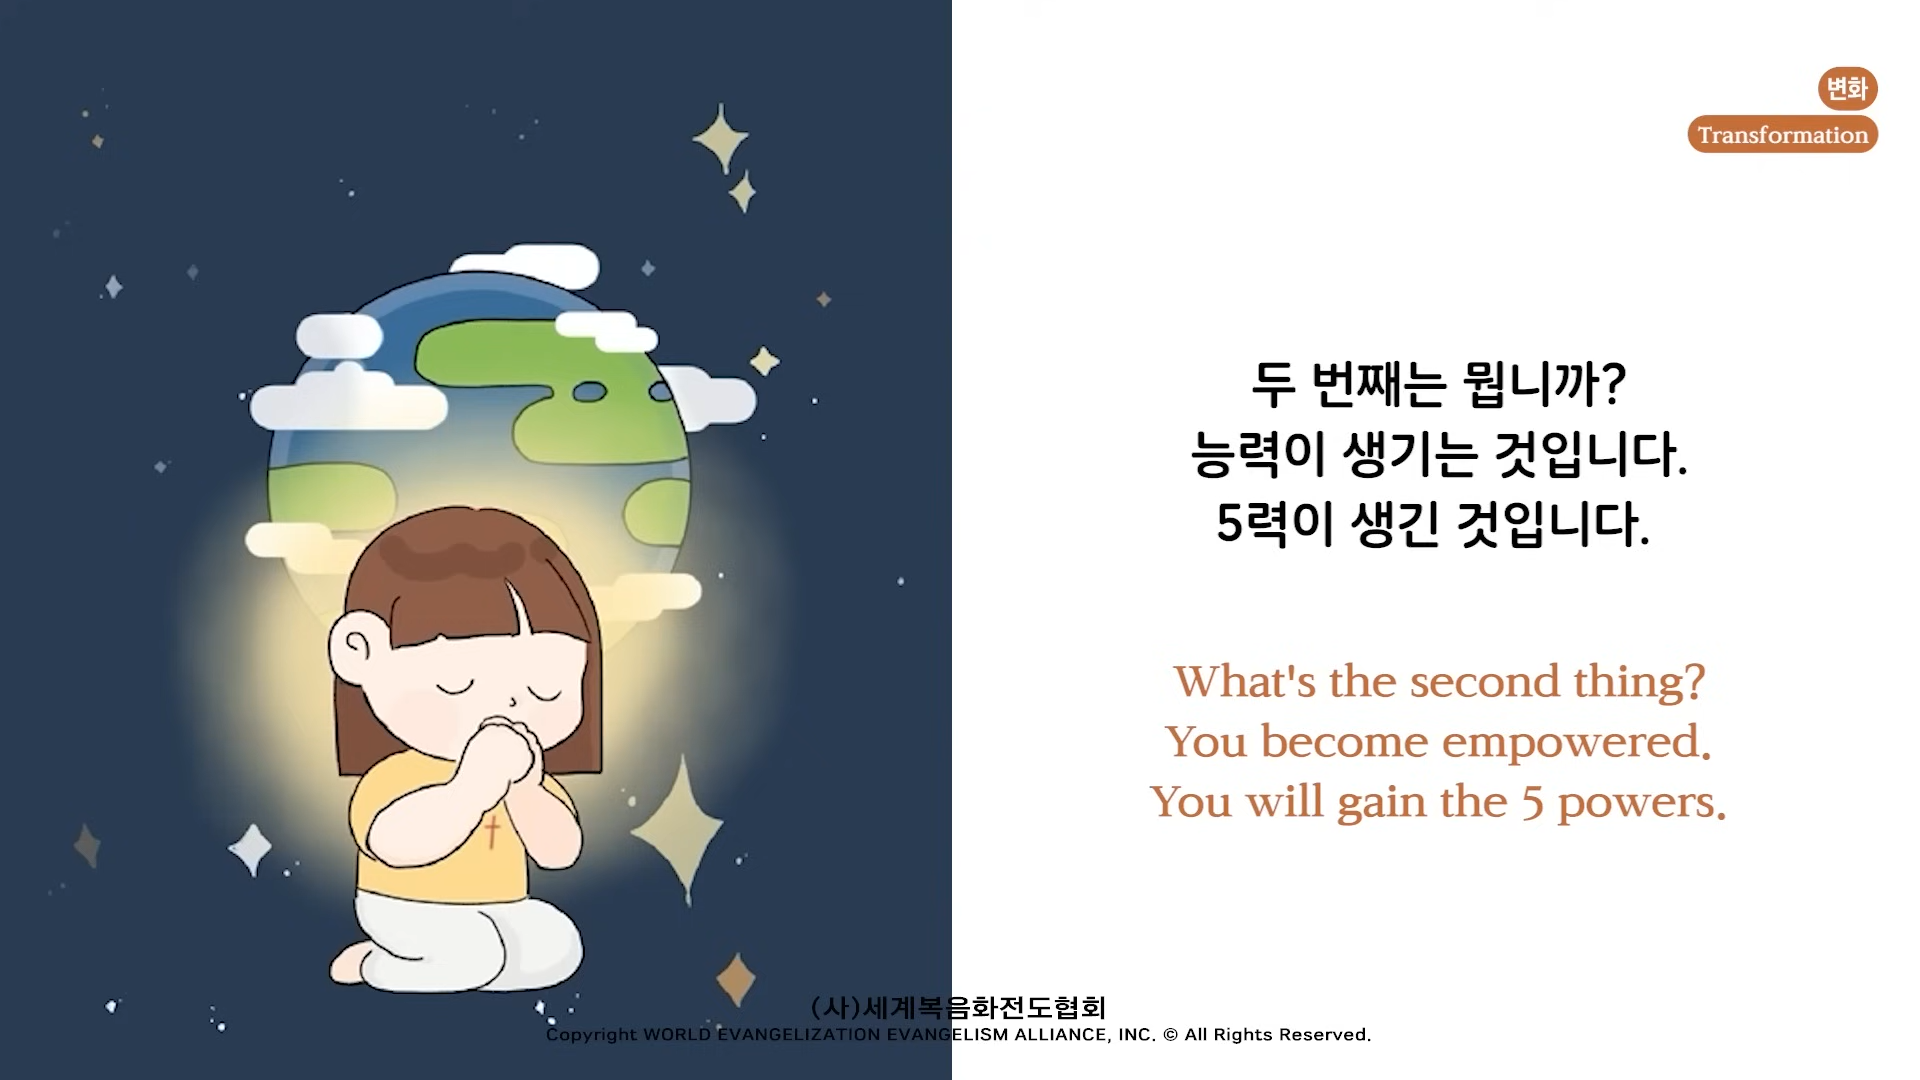 변화
Transformation
두 번째는 뭡니까?
능력이 생기는 것입니다.
5력이 생긴 것입니다.
What's the second thing?
You become empowered.
You will gain the 5 powers.
(사)세계복음화전도협회
Copyright WORLD EVANGELIZATION EVANGELISM ALLIANCE, INC. © All Rights Reserved.